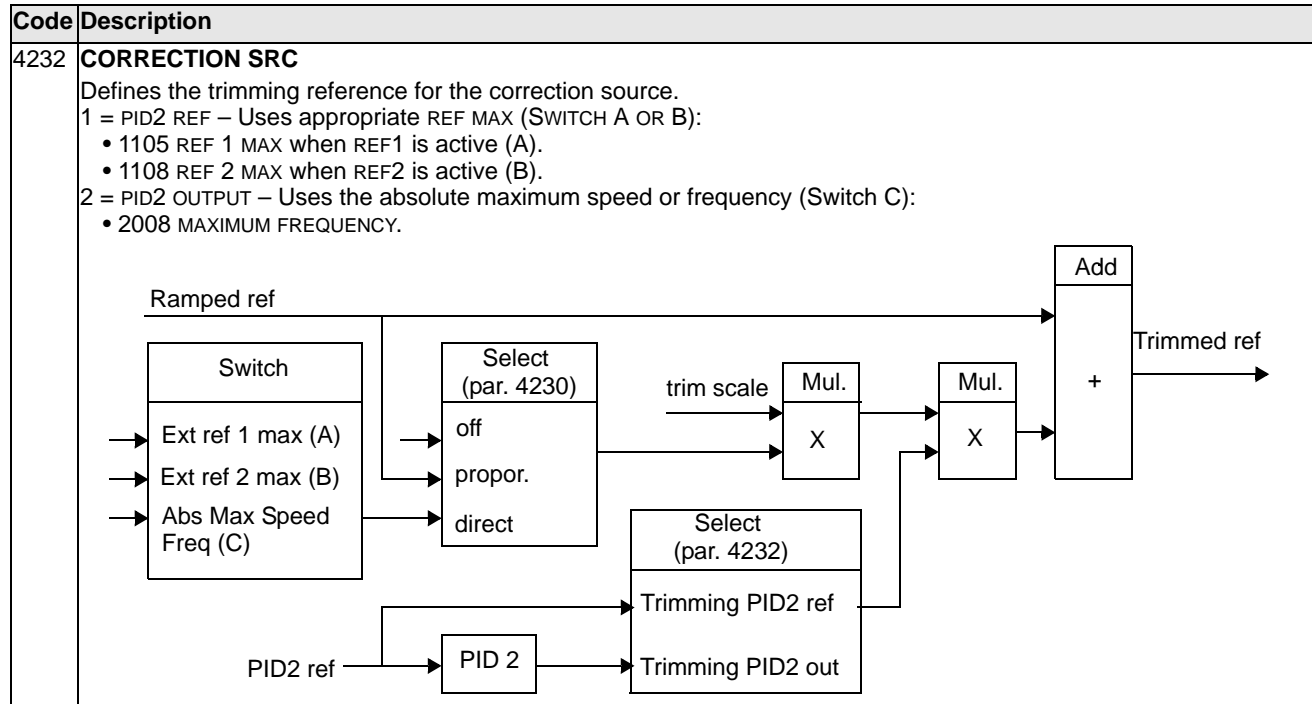 Code Description
4232 CORRECTION SRC
Defines the trimming reference for the correction source.
1 = PID2 REF – Uses appropriate REF MAX (SWITCH A OR B):
• 1105 REF 1 MAX when REF1 is active (A).
• 1108 REF 2 MAX when REF2 is active (B).
2 = PID2 OUTPUT – Uses the absolute maximum speed or frequency (Switch C):
• 2008 MAXIMUM FREQUENCY.
Add
Ramped ref
Trimmed ref
+
Switch
Ext ref 1 max (A)
Ext ref 2 max (B)
Abs Max Speed
Freq (C)
Select
(par. 4230)
off
propor.
direct
trim scale
Mul.
X
Mul.
X
Select
(par. 4232)
Trimming PID2 ref
Trimming PID2 out
PID2 ref
PID 2